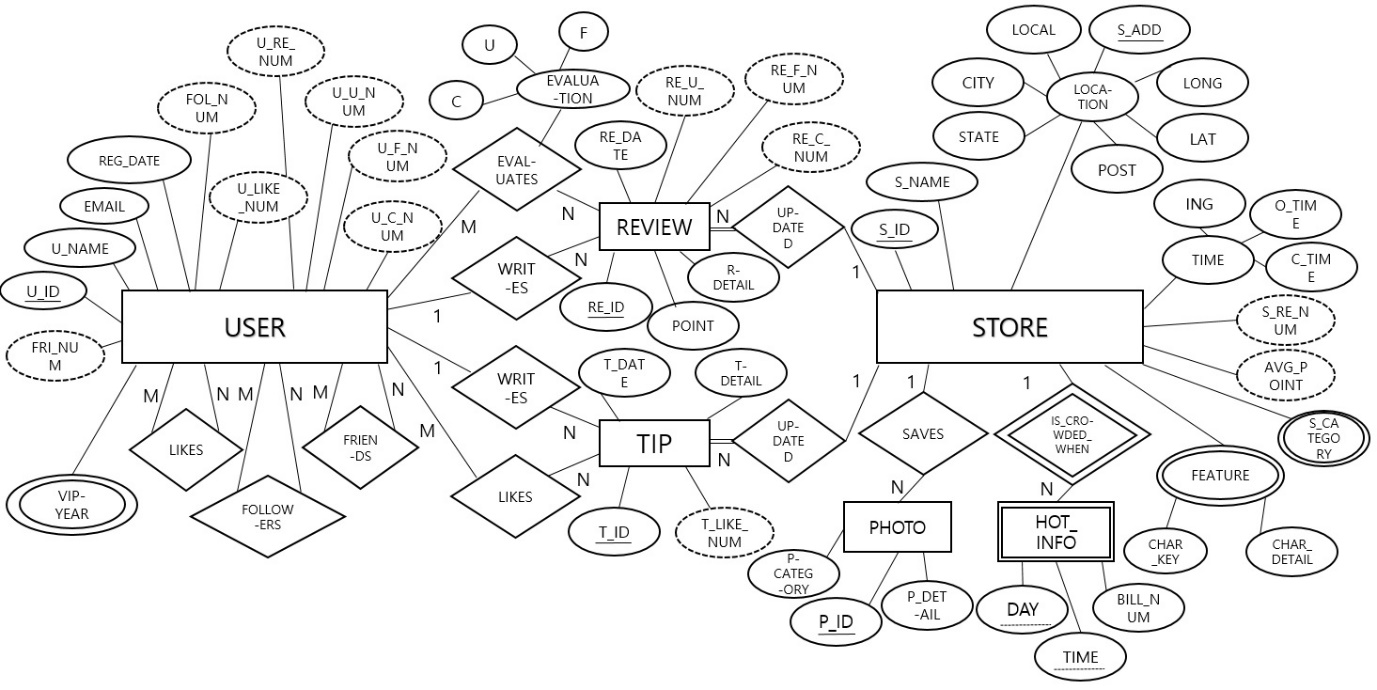 U_RE_
NUM
FOL_N
UM
U_U_N
UM
REG_DATE
U_F_N
UM
U_LIKE
_NUM
EMAIL
U_C_N
UM
U_NAME
U_ID
FRI_NU
M
USER
VIP-
YEAR
M
N
LIKES
M
N
FOLLOW
-ERS
M
N
FRIEN
-DS
U
F
C
EVALUA
-TION
EVAL-
UATES
M
N
WRIT
-ES
1
N
WRIT
-ES
1
N
LIKES
M
N
RE_DA
TE
RE_U_
NUM
RE_F_N
UM
RE_C_
NUM
REVIEW
RE_ID
POINT
R-
DETAIL
N
UP-
DATE
D
1
T_DAT
E
T-
DETAIL
TIP
T_ID
T_LIKE_
NUM
N
UP-
DATE
D
1
LOCAL
S_ADD
CITY
LOCA-
TION
LONG
STATE
LAT
POST
S_NAME
S_ID
ING
O_TIM
E
TIME
C_TIM
E
STORE
S_RE_N
UM
AVG_P
OINT
S_CA
TEGO
RY
FEATURE
CHAR
_KEY
CHAR_
DETAIL
1
SAVES
N
PHOTO
P-
CATEG
-ORY
P_ID
P_DET
-AIL
1
IS_CRO-
WDED_
WHEN
N
HOT_
INFO
DAY
TIME
BILL_N
UM